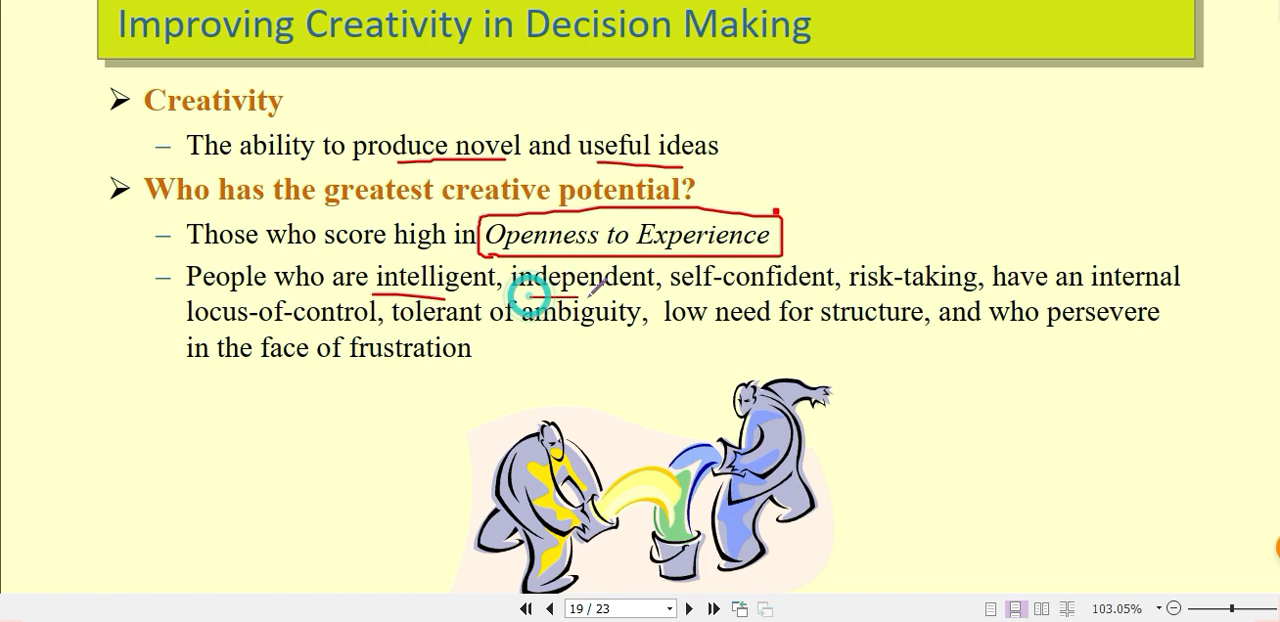 Improving Creativity in Decision Making
➢ Creativity
– The ability to produce novel and useful ideas
➢ Who has the greatest creative potential?
– Those who score high in Openness to Experience
– People who are intelligent, independent, self-confident, risk-taking, have an internal
locus-of-control, tolerant of ambiguity, low need for structure, and who persevere
in the face of frustration
19 / 23
103.05%